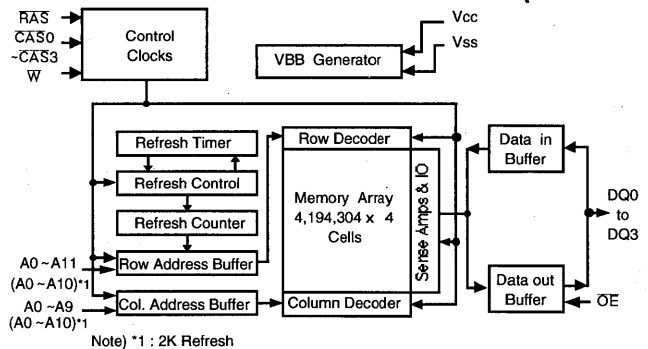 RAS
CAS0
~CAS3
W
Control
Clocks
VBB Generator
Vcc
Vss
Refresh Timer
Refresh Control
Refresh Counter
Row Address Buffer
Col. Address Buffer
A0 ~A11
(A0 ~A10)*1
A0 ~A9
(A0 ~A10)*1
Row Decoder
Memory Array
4,194,304 x 4
Cells
Column Decoder
Sense Amps & IO
Data in
Buffer
Data out
Buffer
OE
DQ0
to
DQ3
Note) *1 : 2K Refresh